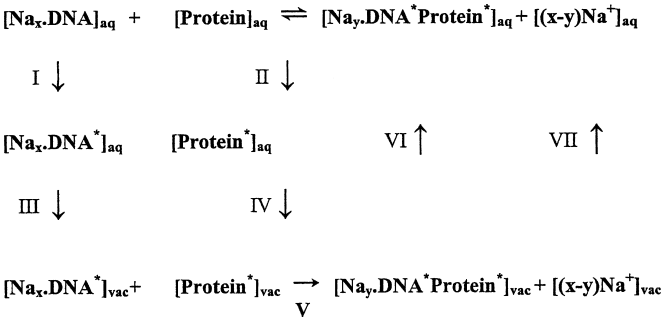 [Naₓ.DNA]aq + [Protein]aq ⇌ [Naᵧ.DNA*Protein*]aq + [(x-y)Na⁺]aq
I ↓ II ↓
[Naₓ.DNA*]aq [Protein*]aq VI ↑ VII ↑
III ↓ IV ↓
[Naₓ.DNA*]vac + [Protein*]vac → [Naᵧ.DNA*Protein*]vac + [(x-y)Na⁺]vac
V